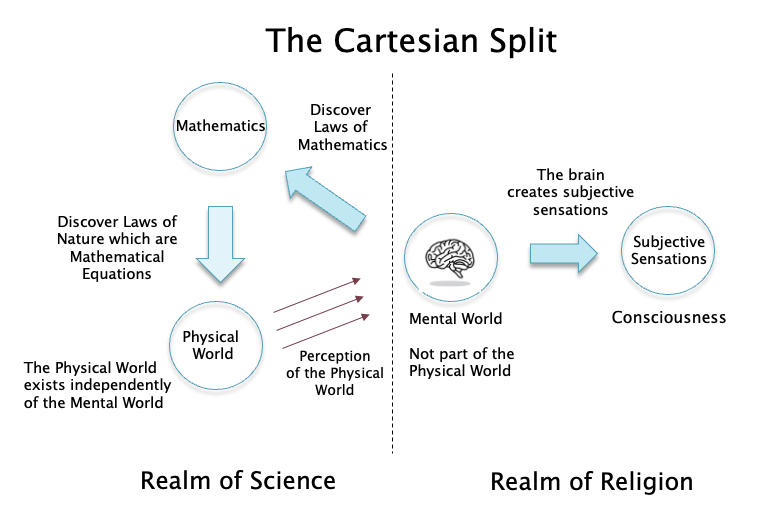 The Cartesian Split
Mathematics
Discover
Laws of
Mathematics
Discover Laws of
Nature which are
Mathematical
Equations
Physical
World
The Physical World
exists independently
of the Mental World
Perception
of the Physical
World
Mental World
Not part of the
Physical World
The brain
creates subjective
sensations
Subjective
Sensations
Consciousness
Realm of Science
Realm of Religion